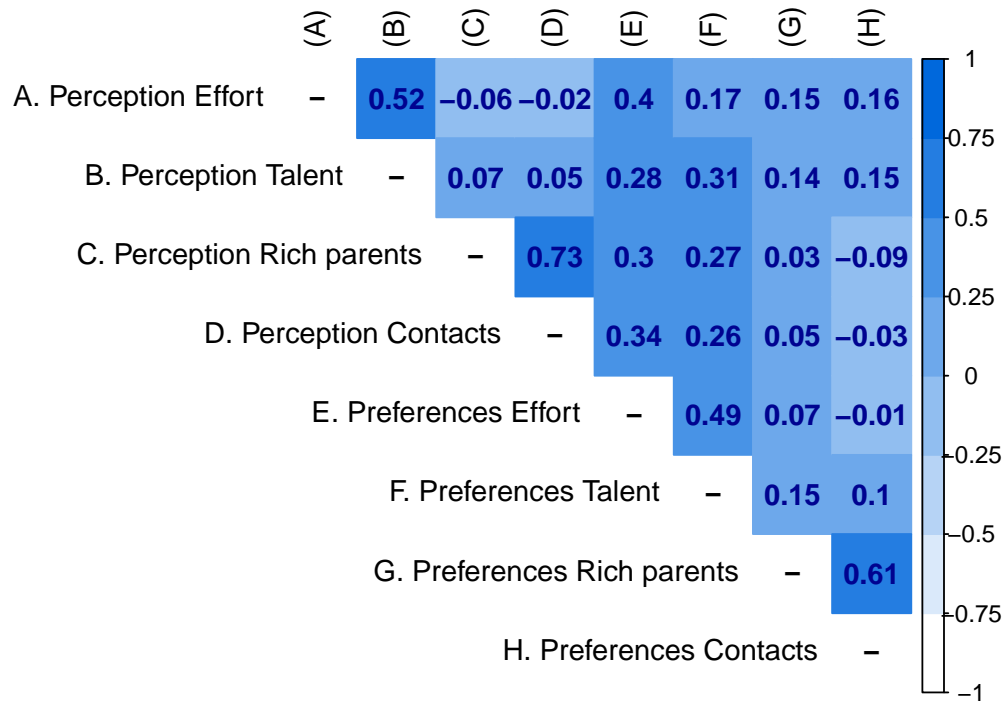 (A) (B) (C) (D) (E) (F) (G) (H)
1
A. Perception Effort – 0.52 −0.06 −0.02 0.4 0.17 0.15 0.16
0.75
B. Perception Talent – 0.07 0.05 0.28 0.31 0.14 0.15
0.5
C. Perception Rich parents – 0.73 0.3 0.27 0.03 −0.09
0.25
D. Perception Contacts – 0.34 0.26 0.05 −0.03
0
E. Preferences Effort – 0.49 0.07 −0.01
−0.25
F. Preferences Talent – 0.15 0.1
−0.5
G. Preferences Rich parents – 0.61
−0.75
H. Preferences Contacts –
−1